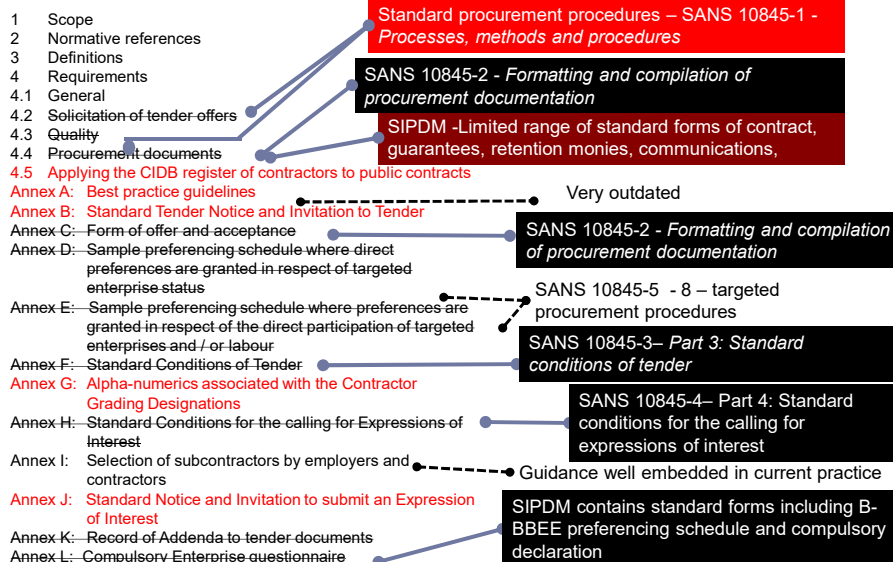 1 Scope
2 Normative references
3 Definitions
4 Requirements
4.1 General
4.2 Solicitation of tender offers
4.3 Quality
4.4 Procurement documents
4.5 Applying the CIDB register of contractors to public contracts
Annex A: Best practice guidelines
Annex B: Standard Tender Notice and Invitation to Tender
Annex C: Form of offer and acceptance
Annex D: Sample preferencing schedule where direct
preferences are granted in respect of targeted
enterprise status
Annex E: Sample preferencing schedule where preferences are
granted in respect of the direct participation of targeted
enterprises and / or labour
Annex F: Standard Conditions of Tender
Annex G: Alpha-numerics associated with the Contractor
Grading Designations
Annex H: Standard Conditions for the calling for Expressions of
Interest
Annex I: Selection of subcontractors by employers and
contractors
Annex J: Standard Notice and Invitation to submit an Expression
of Interest
Annex K: Record of Addenda to tender documents
Annex L: Compulsory Enterprise questionnaire
Standard procurement procedures – SANS 10845-1 -
Processes, methods and procedures
SANS 10845-2 - Formatting and compilation of
procurement documentation
SIPDM -Limited range of standard forms of contract,
guarantees, retention monies, communications,
Very outdated
SANS 10845-2 - Formatting and compilation
of procurement documentation
SANS 10845-5 - 8 – targeted
procurement procedures
SANS 10845-3– Part 3: Standard
conditions of tender
SANS 10845-4– Part 4: Standard
conditions for the calling for
expressions of interest
Guidance well embedded in current practice
SIPDM contains standard forms including B-
BBEE preferencing schedule and compulsory
declaration